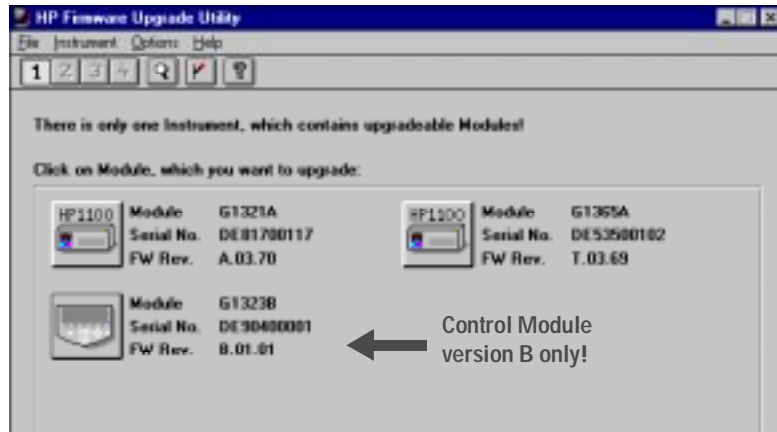 HP Firmware Upgrade Utility
File Instrument Options Help
1 2 3 4
There is only one Instrument, which contains upgradeable Modules!
Click on Module, which you want to upgrade:
HP1100 Module G1321A
Serial No. DE81700117
FW Rev. A.03.70
HP1100 Module G1365A
Serial No. DE53500102
FW Rev. T.03.69
Module G1323B
Serial No. DE90400001
FW Rev. B.01.01
Control Module
version B only!